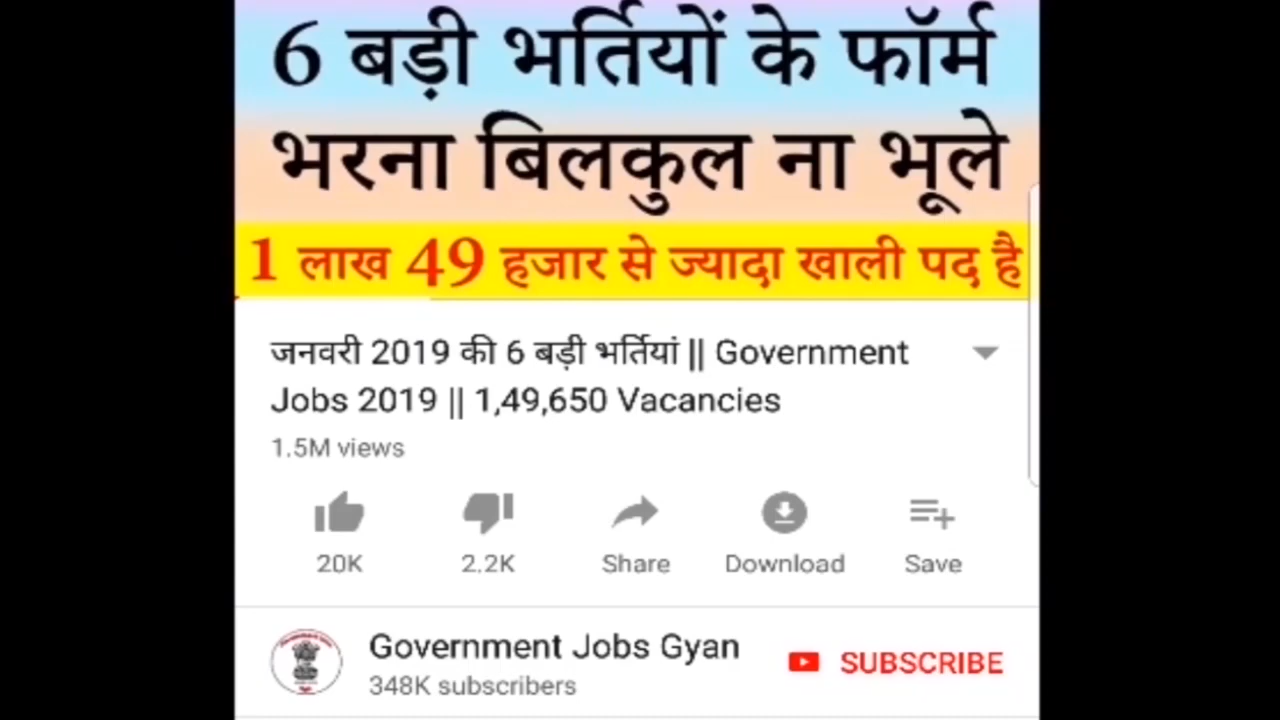 6 बड़ी भर्तियों के फॉर्म
भरना बिलकुल ना भूले
1 लाख 49 हजार से ज्यादा खाली पद है
जनवरी 2019 की 6 बड़ी भर्तियां || Government
Jobs 2019 || 1,49,650 Vacancies
1.5M views
20K 2.2K Share Download Save
Government Jobs Gyan
348K subscribers
SUBSCRIBE